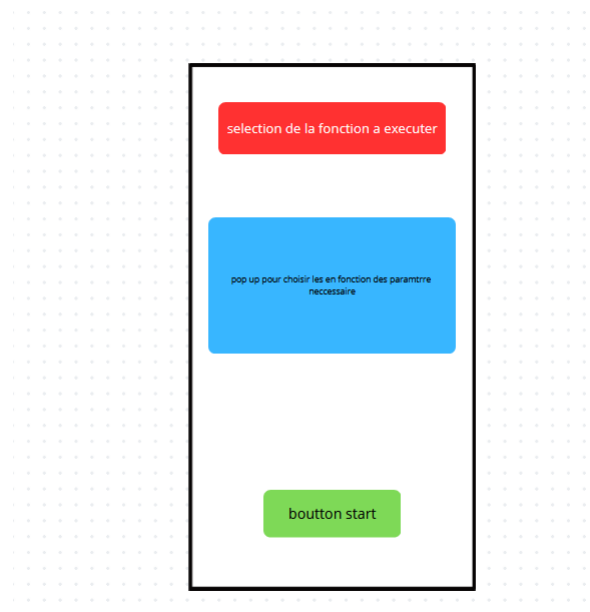 selection de la fonction a executer
pop up pour choisir les en fonction des paramtrre
neccessaire
boutton start